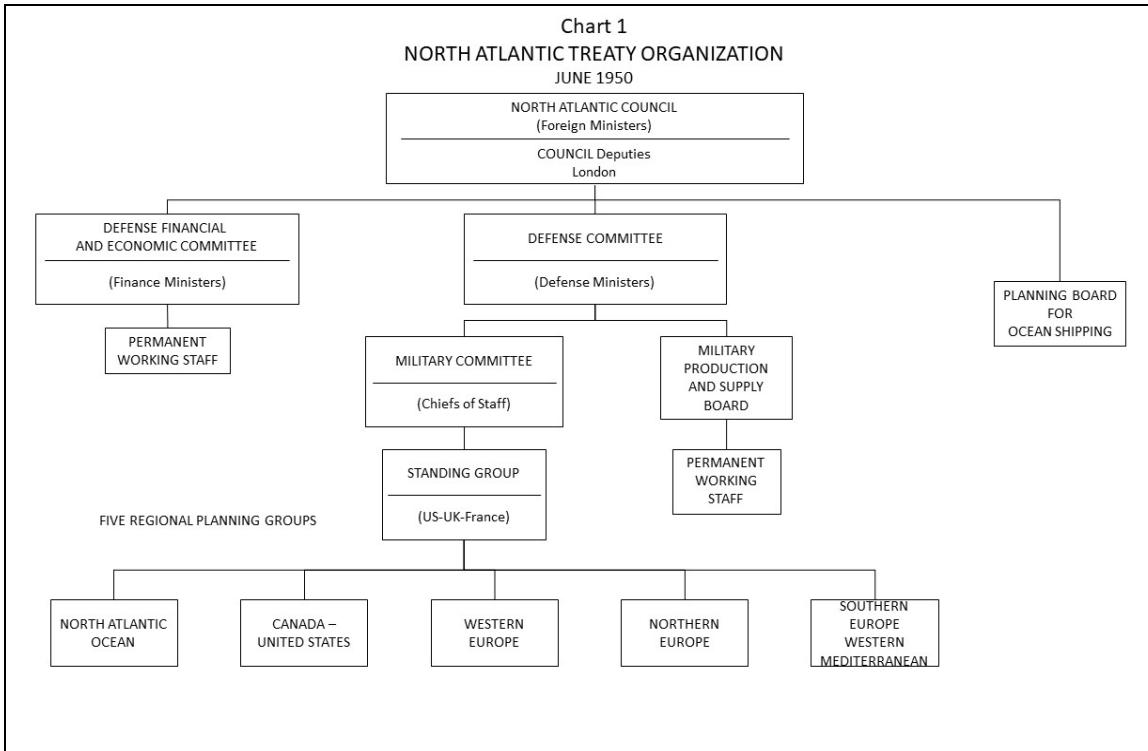 Chart 1
NORTH ATLANTIC TREATY ORGANIZATION
JUNE 1950
NORTH ATLANTIC COUNCIL
(Foreign Ministers)
COUNCIL Deputies
London
DEFENSE FINANCIAL
AND ECONOMIC COMMITTEE
(Finance Ministers)
DEFENSE COMMITTEE
(Defense Ministers)
PLANNING BOARD
FOR
OCEAN SHIPPING
PERMANENT
WORKING STAFF
MILITARY COMMITTEE
(Chiefs of Staff)
MILITARY
PRODUCTION
AND SUPPLY
BOARD
STANDING GROUP
(US-UK-France)
PERMANENT
WORKING
STAFF
FIVE REGIONAL PLANNING GROUPS
NORTH ATLANTIC
OCEAN
CANADA –
UNITED STATES
WESTERN
EUROPE
NORTHERN
EUROPE
SOUTHERN
EUROPE
WESTERN
MEDITERRANEAN